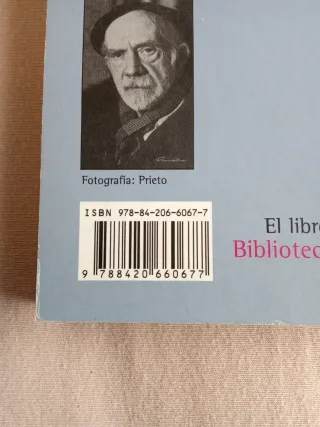 Fotografía: Prieto
ISBN 978-84-206-6067-7
9 788420 660677
El libro
Bibliotec